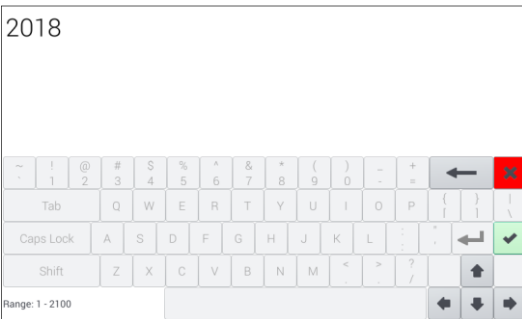 2018
~ ! @ # $ % ^ & * ( ) _ +
` 1 2 3 4 5 6 7 8 9 0 - =
Tab Q W E R T Y U I O P { } |
[ ] \
Caps Lock A S D F G H J K L : "
; '
Shift Z X C V B N M < > ?
, . /
Range: 1 - 2100